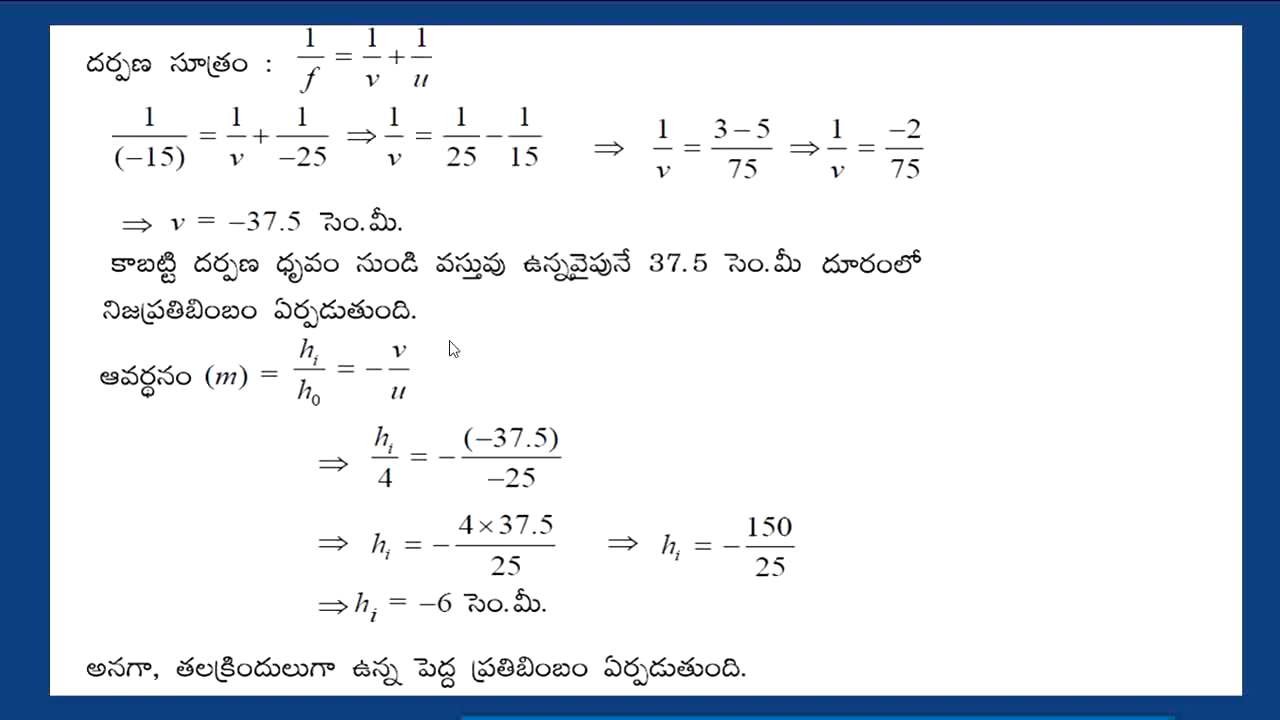 దర్పణ సూత్రం : 1/f = 1/v + 1/u
1/(−15) = 1/v + 1/−25 ⇒ 1/v = 1/25 − 1/15 ⇒ 1/v = 3−5/75 ⇒ 1/v = −2/75
⇒ v = −37.5 సెం.మీ.
కాబట్టి దర్పణ ధృవం నుండి వస్తువు ఉన్నవైపునే 37.5 సెం.మీ దూరంలో
నిజప్రతిబింబం ఏర్పడుతుంది.
ఆవర్ధనం (m) = hᵢ/h₀ = − v/u
⇒ hᵢ/4 = − (−37.5)/−25
⇒ hᵢ = − 4×37.5/25 ⇒ hᵢ = − 150/25
⇒ hᵢ = −6 సెం.మీ.
అనగా, తలక్రిందులుగా ఉన్న పెద్ద ప్రతిబింబం ఏర్పడుతుంది.